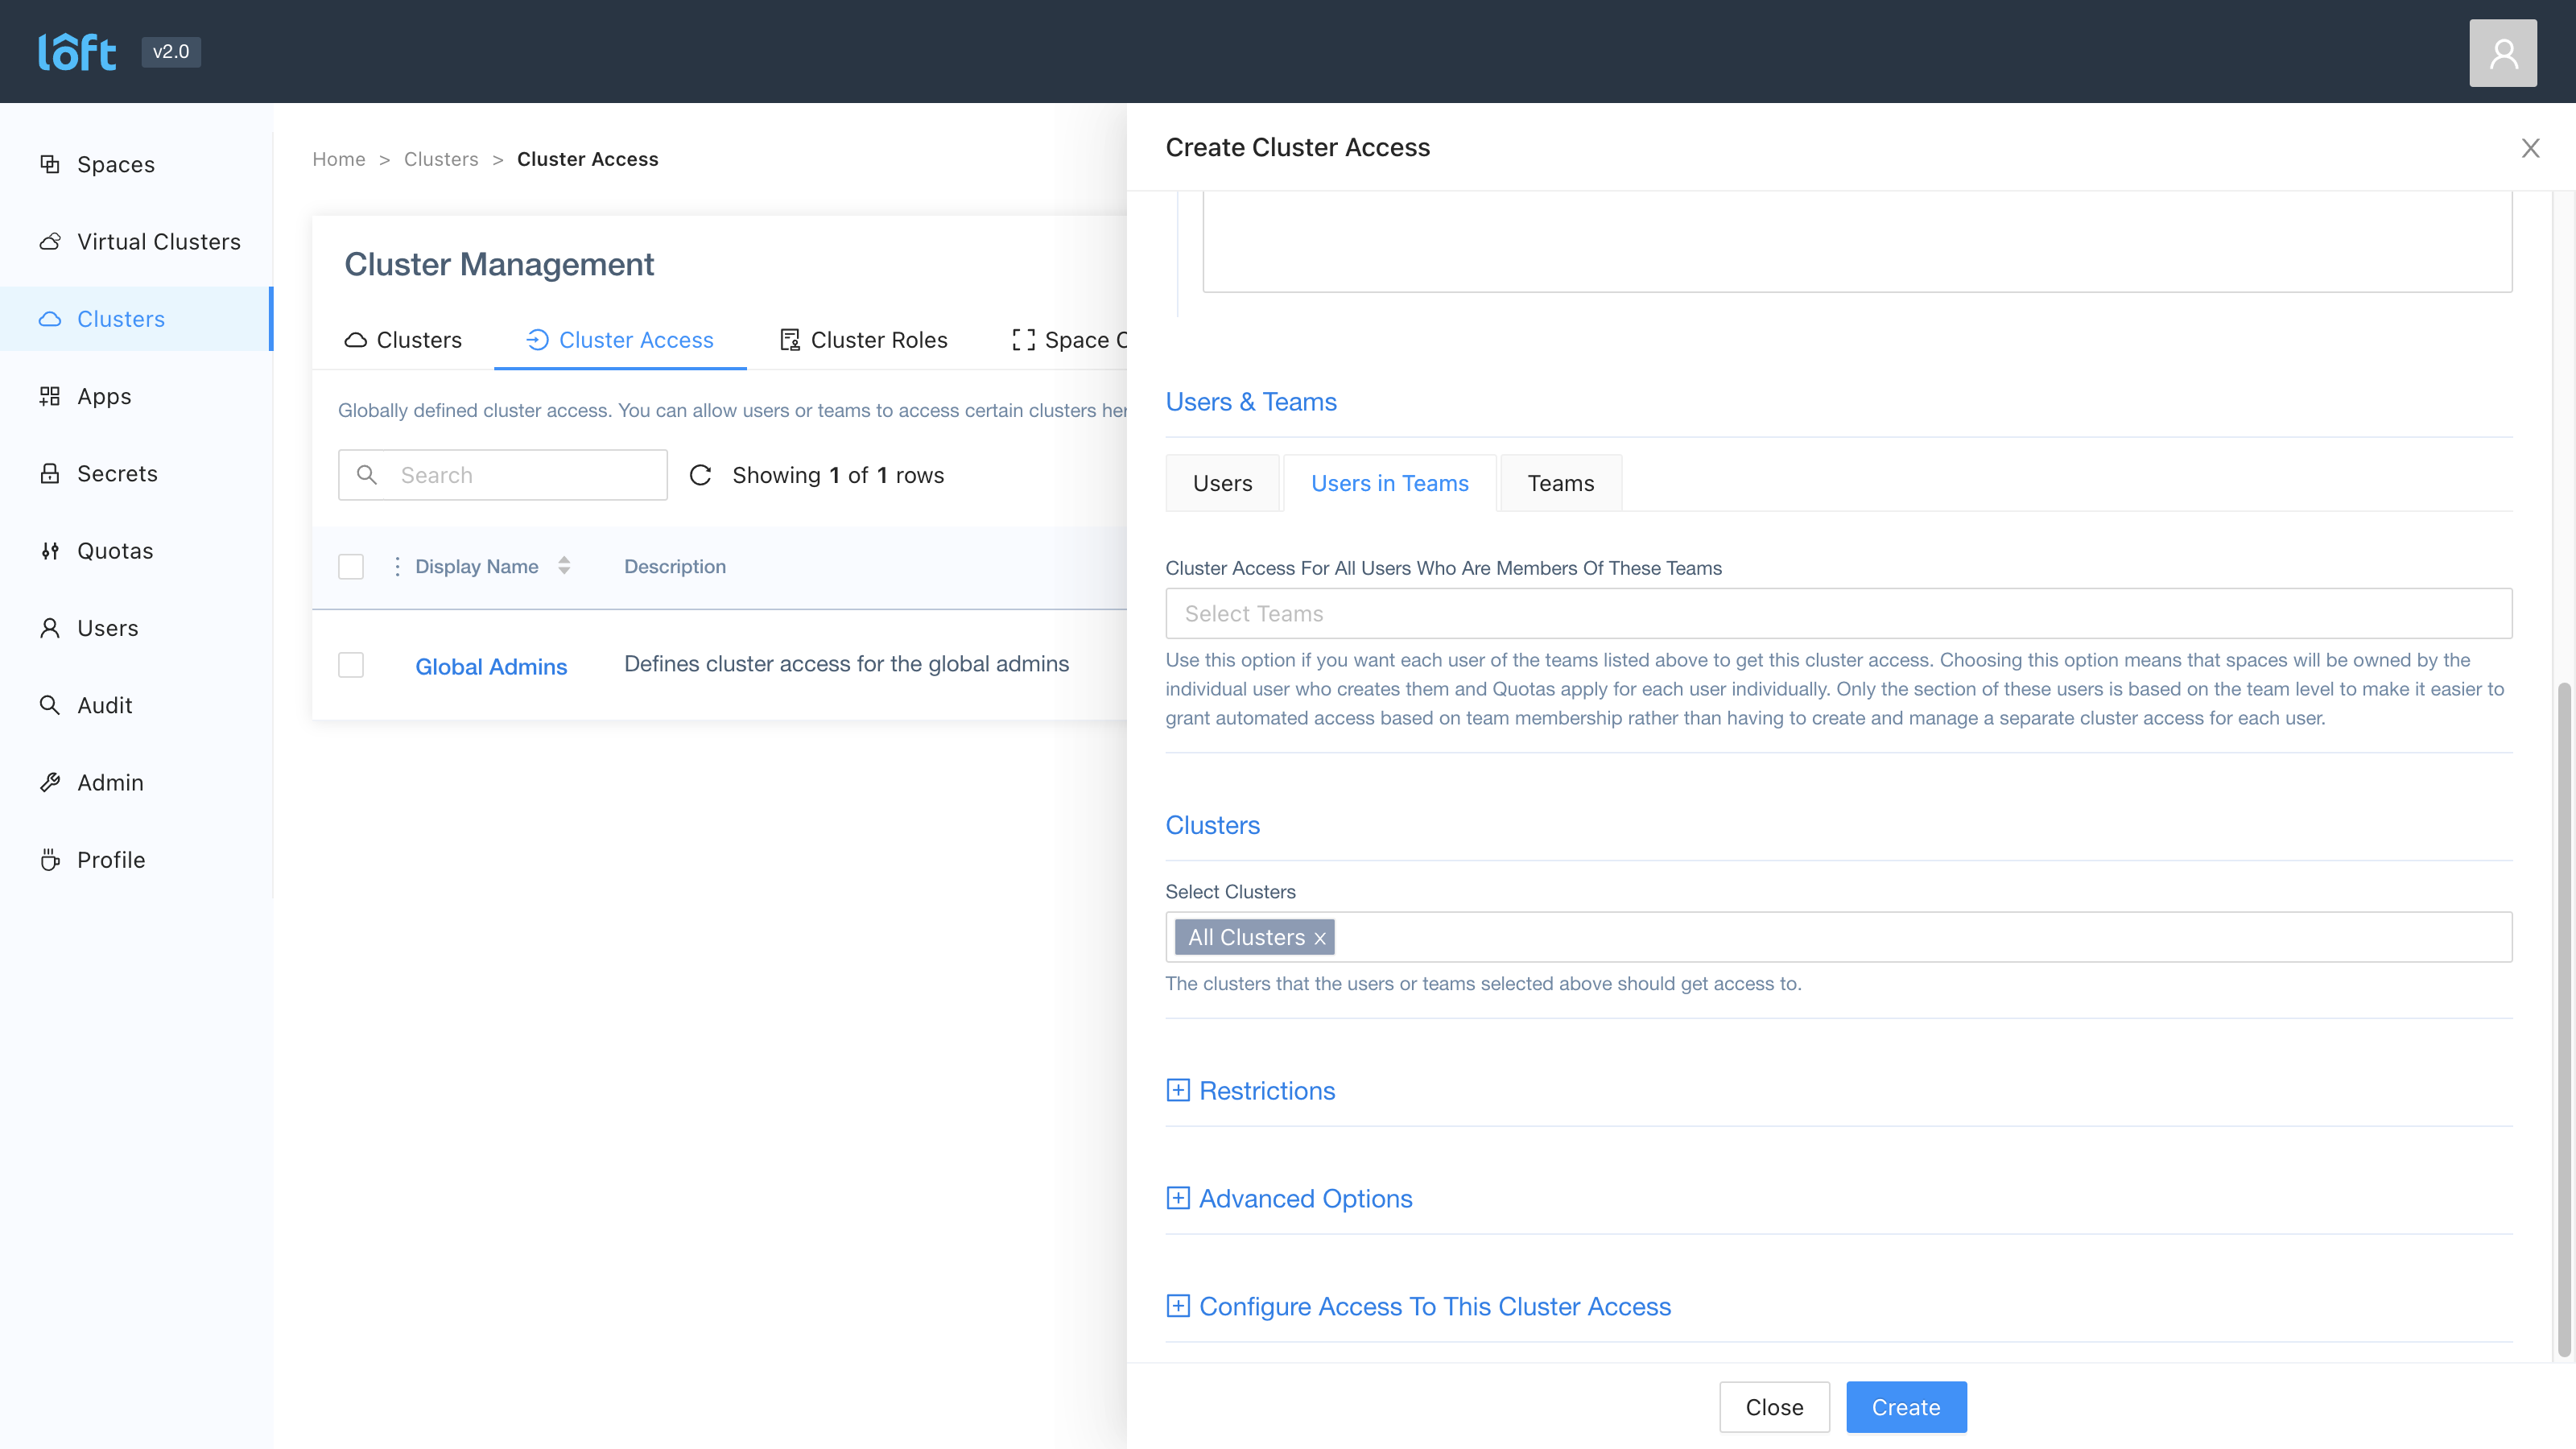 lôft v2.0
Spaces
Virtual Clusters
Clusters
Apps
Secrets
Quotas
Users
Audit
Admin
Profile
Home > Clusters > Cluster Access
Cluster Management
Clusters
Cluster Access
Cluster Roles
Space C
Globally defined cluster access. You can allow users or teams to access certain clusters her
Search
Showing 1 of 1 rows
Display Name Description
Global Admins Defines cluster access for the global admins
Create Cluster Access
Users & Teams
Users
Users in Teams
Teams
Cluster Access For All Users Who Are Members Of These Teams
Select Teams
Use this option if you want each user of the teams listed above to get this cluster access. Choosing this option means that spaces will be owned by the
individual user who creates them and Quotas apply for each user individually. Only the section of these users is based on the team level to make it easier to
grant automated access based on team membership rather than having to create and manage a separate cluster access for each user.
Clusters
Select Clusters
All Clusters
The clusters that the users or teams selected above should get access to.
Restrictions
Advanced Options
Configure Access To This Cluster Access
Close
Create